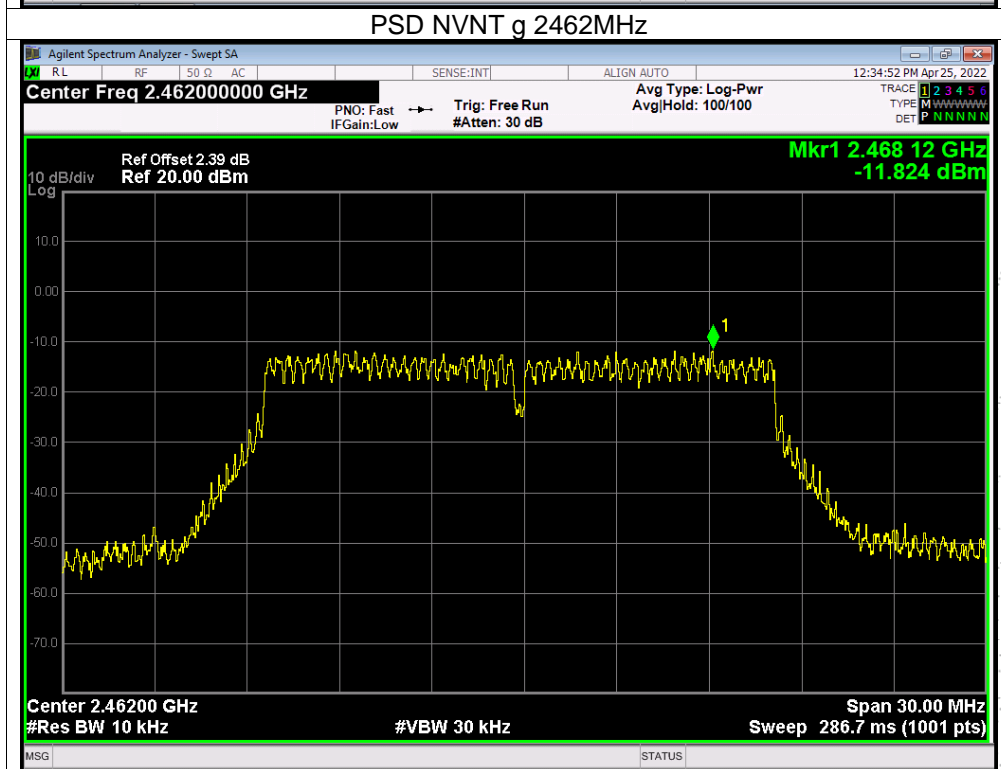 PSD NVNT g 2462MHz
Agilent Spectrum Analyzer - Swept SA
LXI RL RF 50 Ω AC SENSE:INT ALIGN AUTO 12:34:52 PM Apr 25, 2022
Center Freq 2.462000000 GHz Avg Type: Log-Pwr TRACE 1 2 3 4 5 6
PNO: Fast Trig: Free Run Avg|Hold: 100/100 TYPE M WWWWW
IFGain:Low #Atten: 30 dB DET P N N N N N
Mkr1 2.468 12 GHz
Ref Offset 2.39 dB
10 dB/div Ref 20.00 dBm -11.824 dBm
Log
10.0
0.00
1
-10.0
-20.0
-30.0
-40.0
-50.0
-60.0
-70.0
Center 2.46200 GHz Span 30.00 MHz
#Res BW 10 kHz #VBW 30 kHz Sweep 286.7 ms (1001 pts)
MSG STATUS